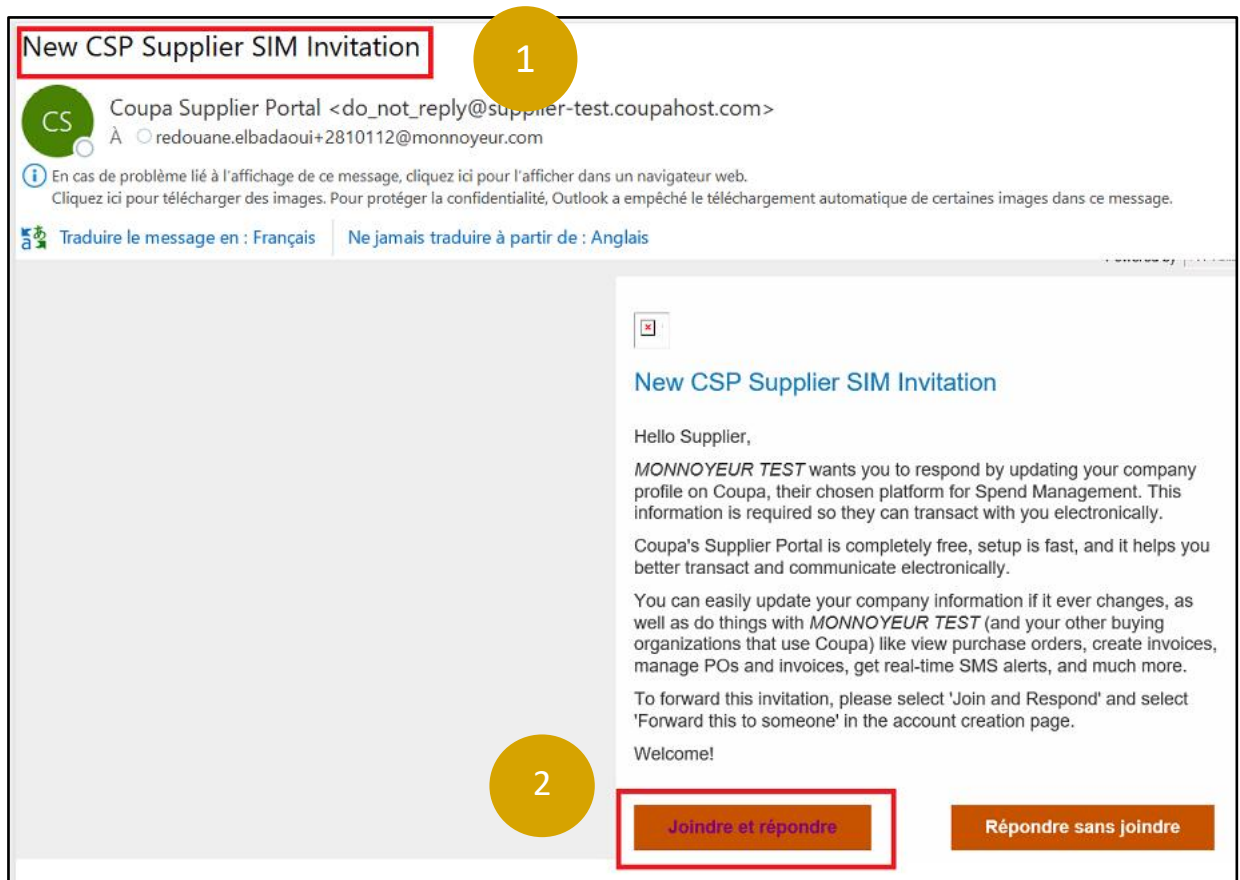 New CSP Supplier SIM Invitation
1
CS
Coupa Supplier Portal <do_not_reply@supplier-test.coupahost.com>
À redouane.elbadaoui+2810112@monnoyeur.com
En cas de problème lié à l'affichage de ce message, cliquez ici pour l'afficher dans un navigateur web.
Cliquez ici pour télécharger des images. Pour protéger la confidentialité, Outlook a empêché le téléchargement automatique de certaines images dans ce message.
Traduire le message en : Français Ne jamais traduire à partir de : Anglais
New CSP Supplier SIM Invitation
Hello Supplier,
MONNOYEUR TEST wants you to respond by updating your company
profile on Coupa, their chosen platform for Spend Management. This
information is required so they can transact with you electronically.
Coupa's Supplier Portal is completely free, setup is fast, and it helps you
better transact and communicate electronically.
You can easily update your company information if it ever changes, as
well as do things with MONNOYEUR TEST (and your other buying
organizations that use Coupa) like view purchase orders, create invoices,
manage POs and invoices, get real-time SMS alerts, and much more.
To forward this invitation, please select 'Join and Respond' and select
'Forward this to someone' in the account creation page.
Welcome!
2
Joindre et répondre Répondre sans joindre